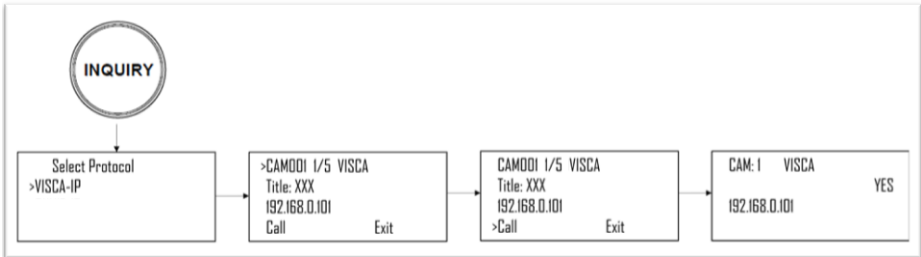 INQUIRY
Select Protocol
>VISCA-IP
>CAM001 1/5 VISCA
Title: XXX
192.168.0.101
Call Exit
CAM001 1/5 VISCA
Title: XXX
192.168.0.101
>Call Exit
CAM: 1 VISCA
YES
192.168.0.101